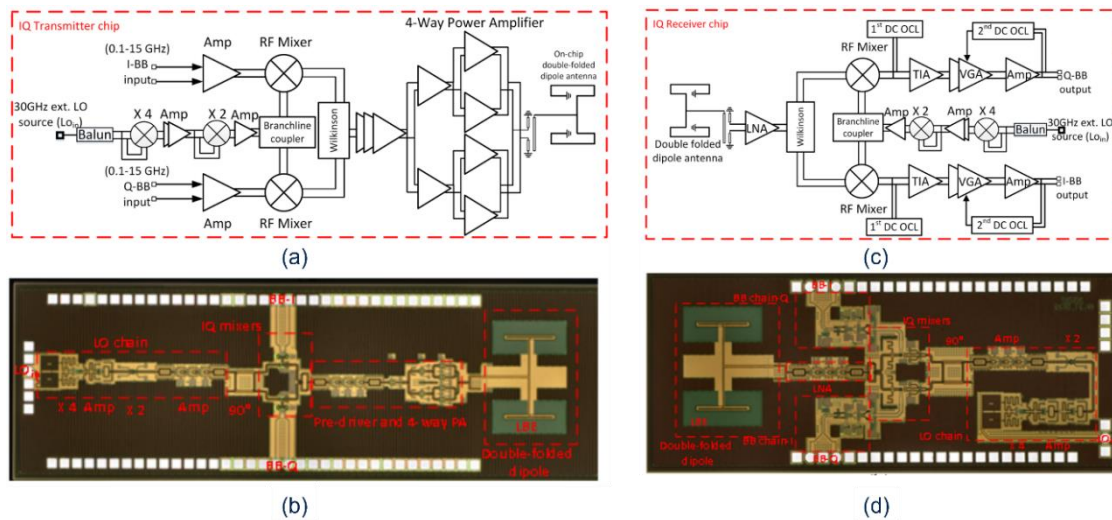 IQ Transmitter chip
4-Way Power Amplifier
(0.1-15 GHz)
I-BB
input
Amp
RF Mixer
On-chip
double-folded
dipole antenna
30GHz ext. LO
source (Loin)
Balun
X 4
Amp
X 2
Amp
Branchline
coupler
Wilkinson
(0.1-15 GHz)
Q-BB
input
Amp
RF Mixer
(a)
IQ Receiver chip
1st DC OCL
2nd DC OCL
RF Mixer
TIA
VGA
Amp
Q-BB
output
Double folded
dipole antenna
LNA
Wilkinson
Branchline
coupler
Amp
X 2
Amp
X 4
Balun
30GHz ext. LO
source (Loin)
TIA
VGA
Amp
I-BB
output
RF Mixer
1st DC OCL
2nd DC OCL
(c)
BB-I
IQ mixers
LO chain
X 4 Amp X 2 Amp
90°
Pre-driver and 4-way PA
LBE
Double-folded
dipole
BB-Q
(b)
BB-I
BB chain-Q
IQ mixers
90°
Amp
X 2
LNA
LBE
Double-folded
dipole
BB chain-I
LO chain
X 4
Amp
BB-Q
(d)